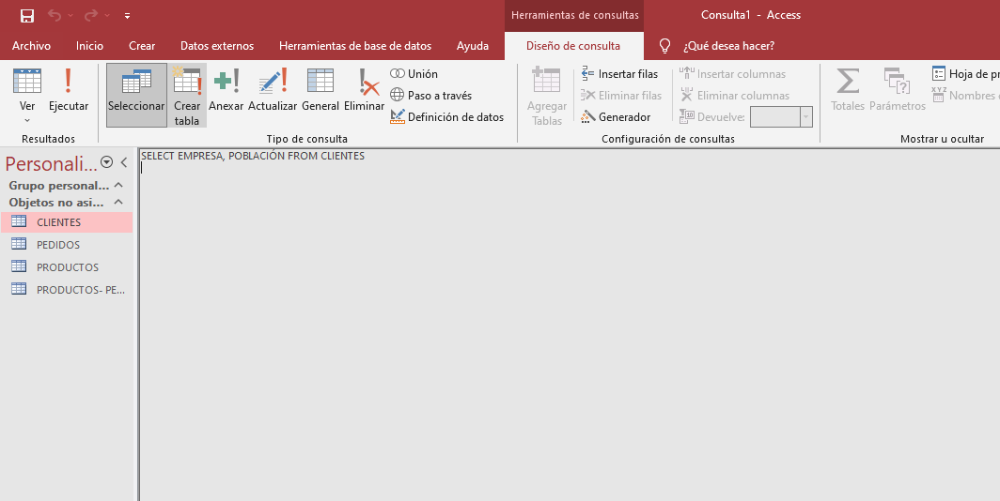 Herramientas de consultas
Consulta1 - Access
Archivo Inicio Crear Datos externos Herramientas de base de datos Ayuda Diseño de consulta ¿Qué desea hacer?
Ver Ejecutar Seleccionar Crear tabla Anexar Actualizar General Eliminar
Unión
Paso a través
Definición de datos
Agregar Tablas
Insertar filas
Eliminar filas
Generador
Insertar columnas
Eliminar columnas
Devuelve:
Totales Parámetros
Hoja de pr
XYZ Nombres
Resultados Tipo de consulta Configuración de consultas Mostrar u ocultar
Personali...
Grupo personal...
Objetos no asi...
CLIENTES
PEDIDOS
PRODUCTOS
PRODUCTOS- PE...
SELECT EMPRESA, POBLACIÓN FROM CLIENTES